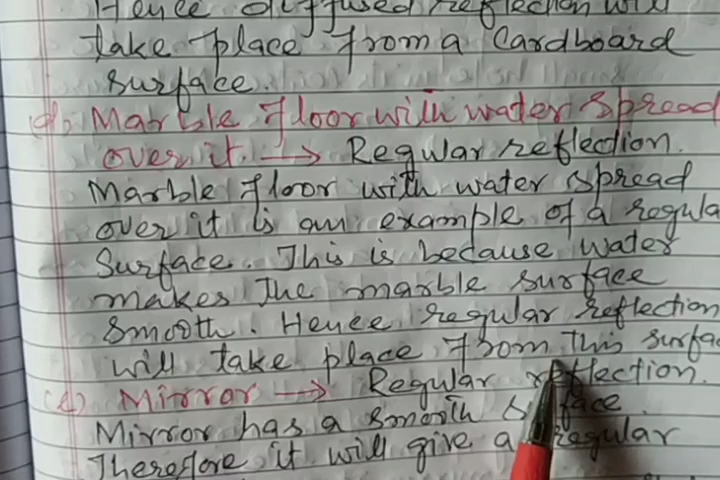 Hence diffused reflection will
take place from a Cardboard
surface.
(d). Marble floor with water spread
over it. → Regular reflection.
Marble floor with water spread
over it is an example of a regula
Surface. This is because water
makes the marble surface
smooth. Hence regular reflection
will take place from this surfa
(e) Mirror → Regular reflection.
Mirror has a smooth face.
Therefore it will give a regular